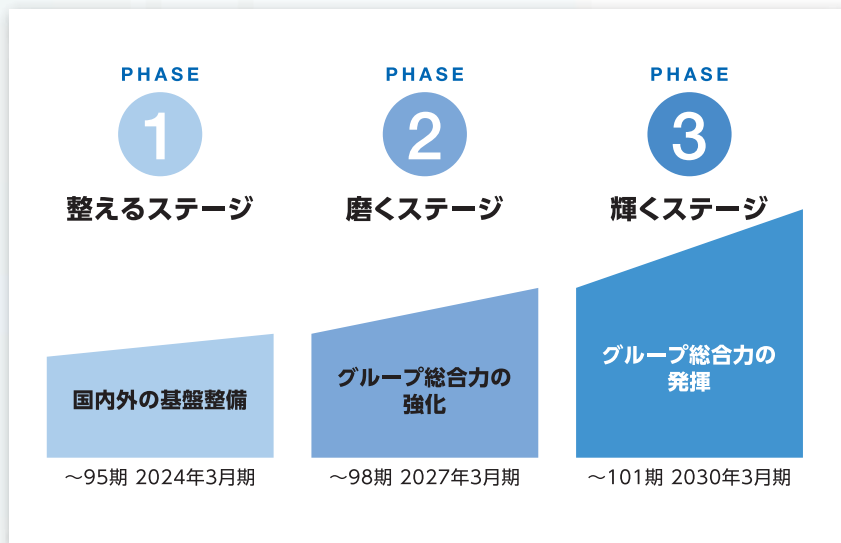 PHASE
1
整えるステージ
国内外の基盤整備
～95期 2024年3月期
PHASE
2
磨くステージ
グループ総合力の
強化
～98期 2027年3月期
PHASE
3
輝くステージ
グループ総合力の
発揮
～101期 2030年3月期